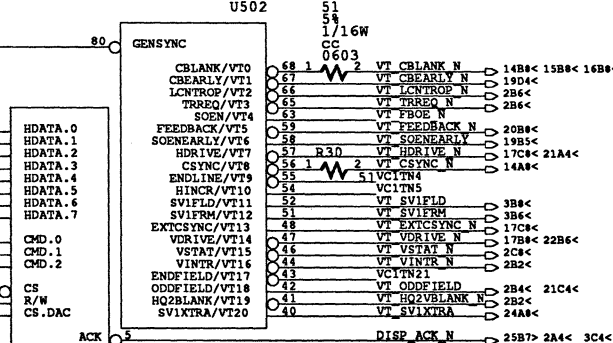 U502 51
5%
1/16W
CC
0603
80 GENSYNC
CBLANK/VT0 68 1 2 VT_CBLANK_N 14B8< 15B8< 16B8<
CBEARLY/VT1 67 VT_CBEARLY_N 19D4<
LCNTROP/VT2 66 VT_LCNTROP_N 2B6<
TRREQ/VT3 65 VT_TRREQ_N 2B6<
SOEN/VT4 63 VT_FBOE_N
HDATA.0 FEEDBACK/VT5 59 VT_FEEDBACK_N 20B8<
HDATA.1 SOENEARLY/VT6 58 VT_SOENEARLY 19B5<
HDATA.2 HDRIVE/VT7 57 R30 VT_HDRIVE_N 17C8< 21A4<
HDATA.3 CSYNC/VT8 56 1 2 VT_CSYNC_N 14A8<
HDATA.4 ENDLINE/VT9 55 51 VCITN4
HDATA.5 HINCR/VT10 54 VCITN5
HDATA.6 SV1FLD/VT11 52 VT_SV1FLD 3B8<
HDATA.7 SV1FRM/VT12 51 VT_SV1FRM 3B6<
EXTCSYNC/VT13 48 VT_EXTCSYNC_N 17C8<
CMD.0 VDRIVE/VT14 47 VT_VDRIVE_N 17B8< 22B6<
CMD.1 VSTAT/VT15 46 VT_VSTAT_N 2C8<
CMD.2 VINTR/VT16 44 VT_VINTR_N 2B2<
ENDFIELD/VT17 43 VCITN21
CS ODDFIELD/VT18 42 VT_ODDFIELD 2B4< 21C4<
R/W HQ2BLANK/VT19 41 VT_HQ2VBLANK_N 2B2<
CS.DAC SV1XTRA/VT20 40 VT_SV1XTRA 24A8<
ACK 5 DISP_ACK_N 25B7> 2A4< 3C4<